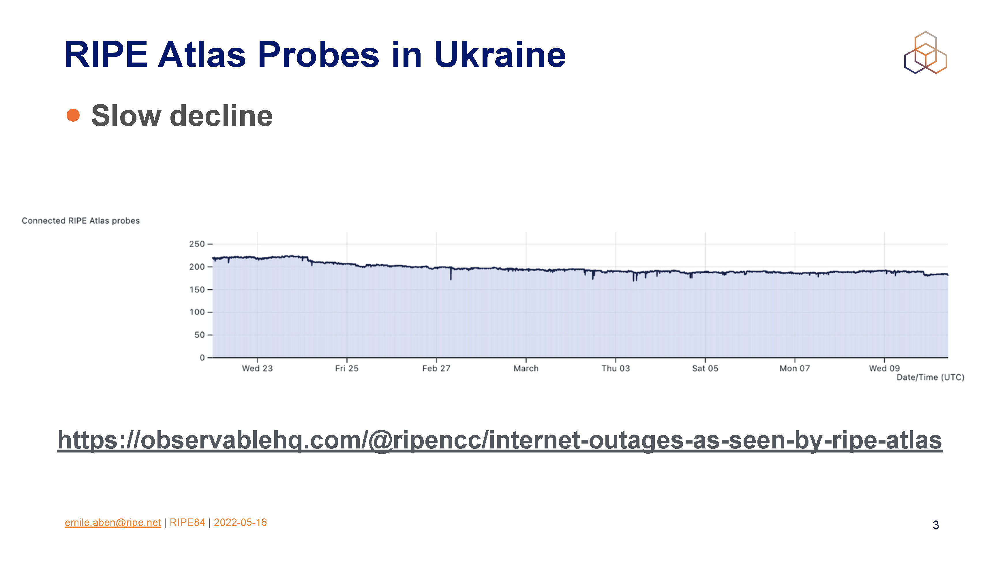 RIPE Atlas Probes in Ukraine
Slow decline
Connected RIPE Atlas probes
250
200
150
100
50
0
Wed 23 Fri 25 Feb 27 March Thu 03 Sat 05 Mon 07 Wed 09
Date/Time (UTC)
https://observablehq.com/@ripencc/internet-outages-as-seen-by-ripe-atlas
emile.aben@ripe.net | RIPE84 | 2022-05-16
3